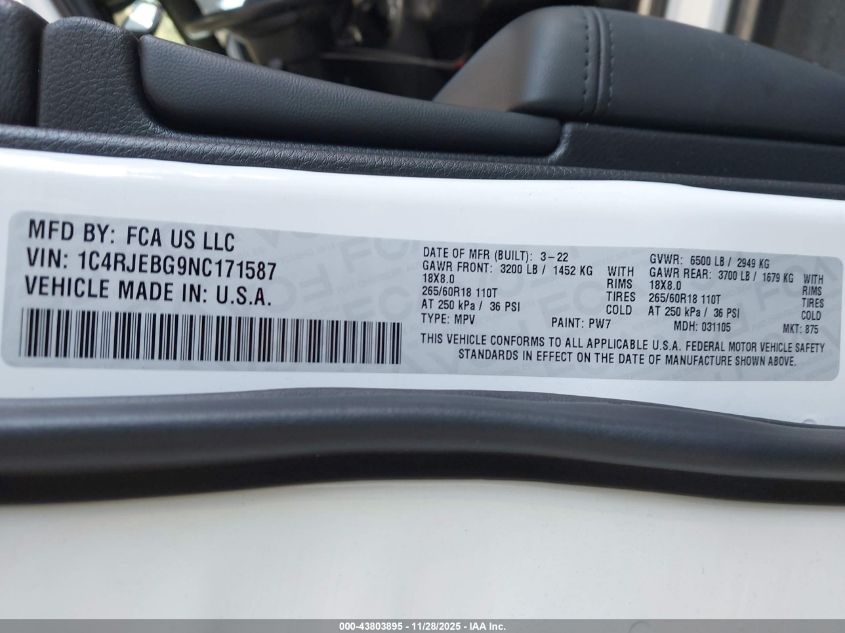 MFD BY: FCA US LLC
VIN: 1C4RJEBG9NC171587
VEHICLE MADE IN: U.S.A.
DATE OF MFR (BUILT): 3-22
GAWR FRONT: 3200 LB / 1452 KG
18X8.0 RIMS
265/60R18 110T TIRES
AT 250 kPa / 36 PSI COLD
TYPE: MPV
GVWR: 6500 LB / 2949 KG
GAWR REAR: 3700 LB / 1679 KG WITH
18X8.0 RIMS
265/60R18 110T TIRES
AT 250 kPa / 36 PSI COLD
WITH
PAINT: PW7
MDH: 031105
MKT: 875
THIS VEHICLE CONFORMS TO ALL APPLICABLE U.S.A. FEDERAL MOTOR VEHICLE SAFETY
STANDARDS IN EFFECT ON THE DATE OF MANUFACTURE SHOWN ABOVE.
000-43803895 - 11/28/2025 - IAA Inc.